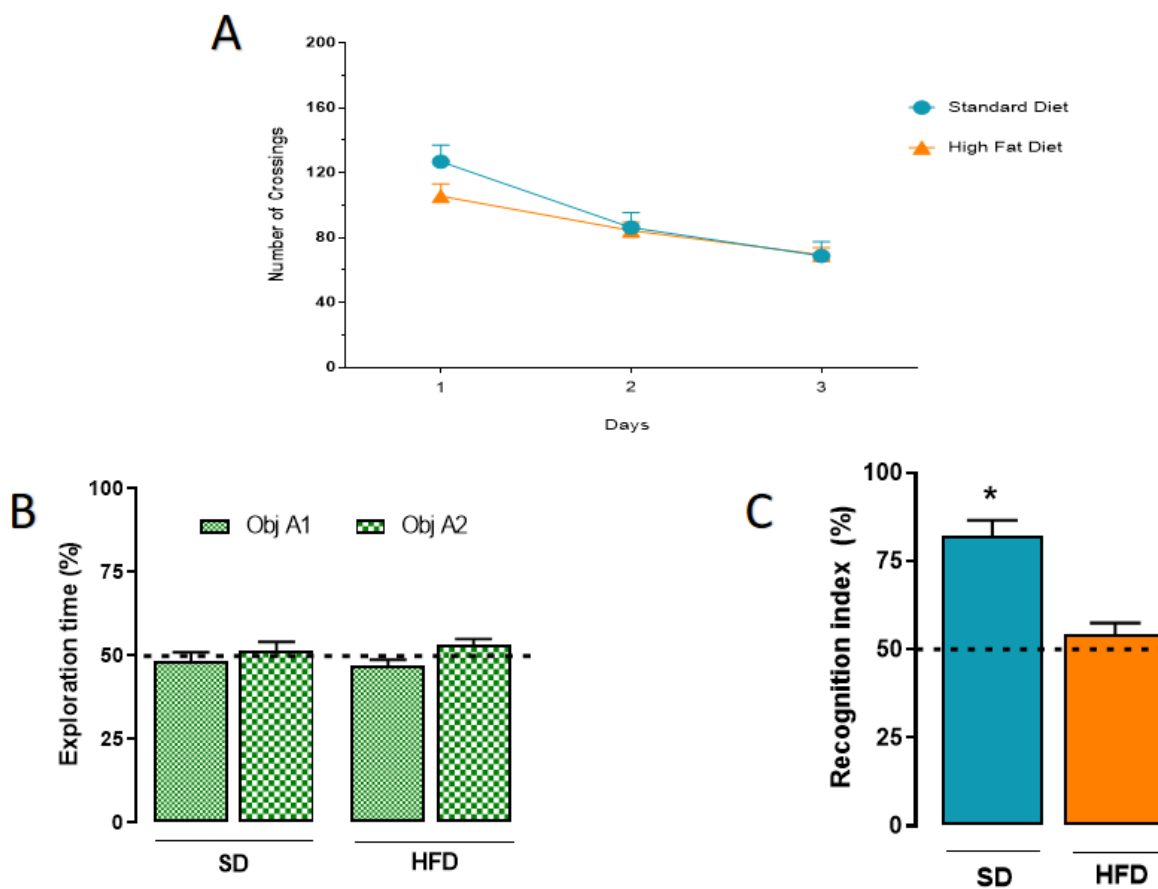 A
200
160
120
80
40
0
Number of Crossings
1 2 3
Days
Standard Diet
High Fat Diet
B
100
75
50
25
0
Exploration time (%)
Obj A1 Obj A2
SD HFD
C
100
75
50
25
0
Recognition index (%)
*
SD HFD